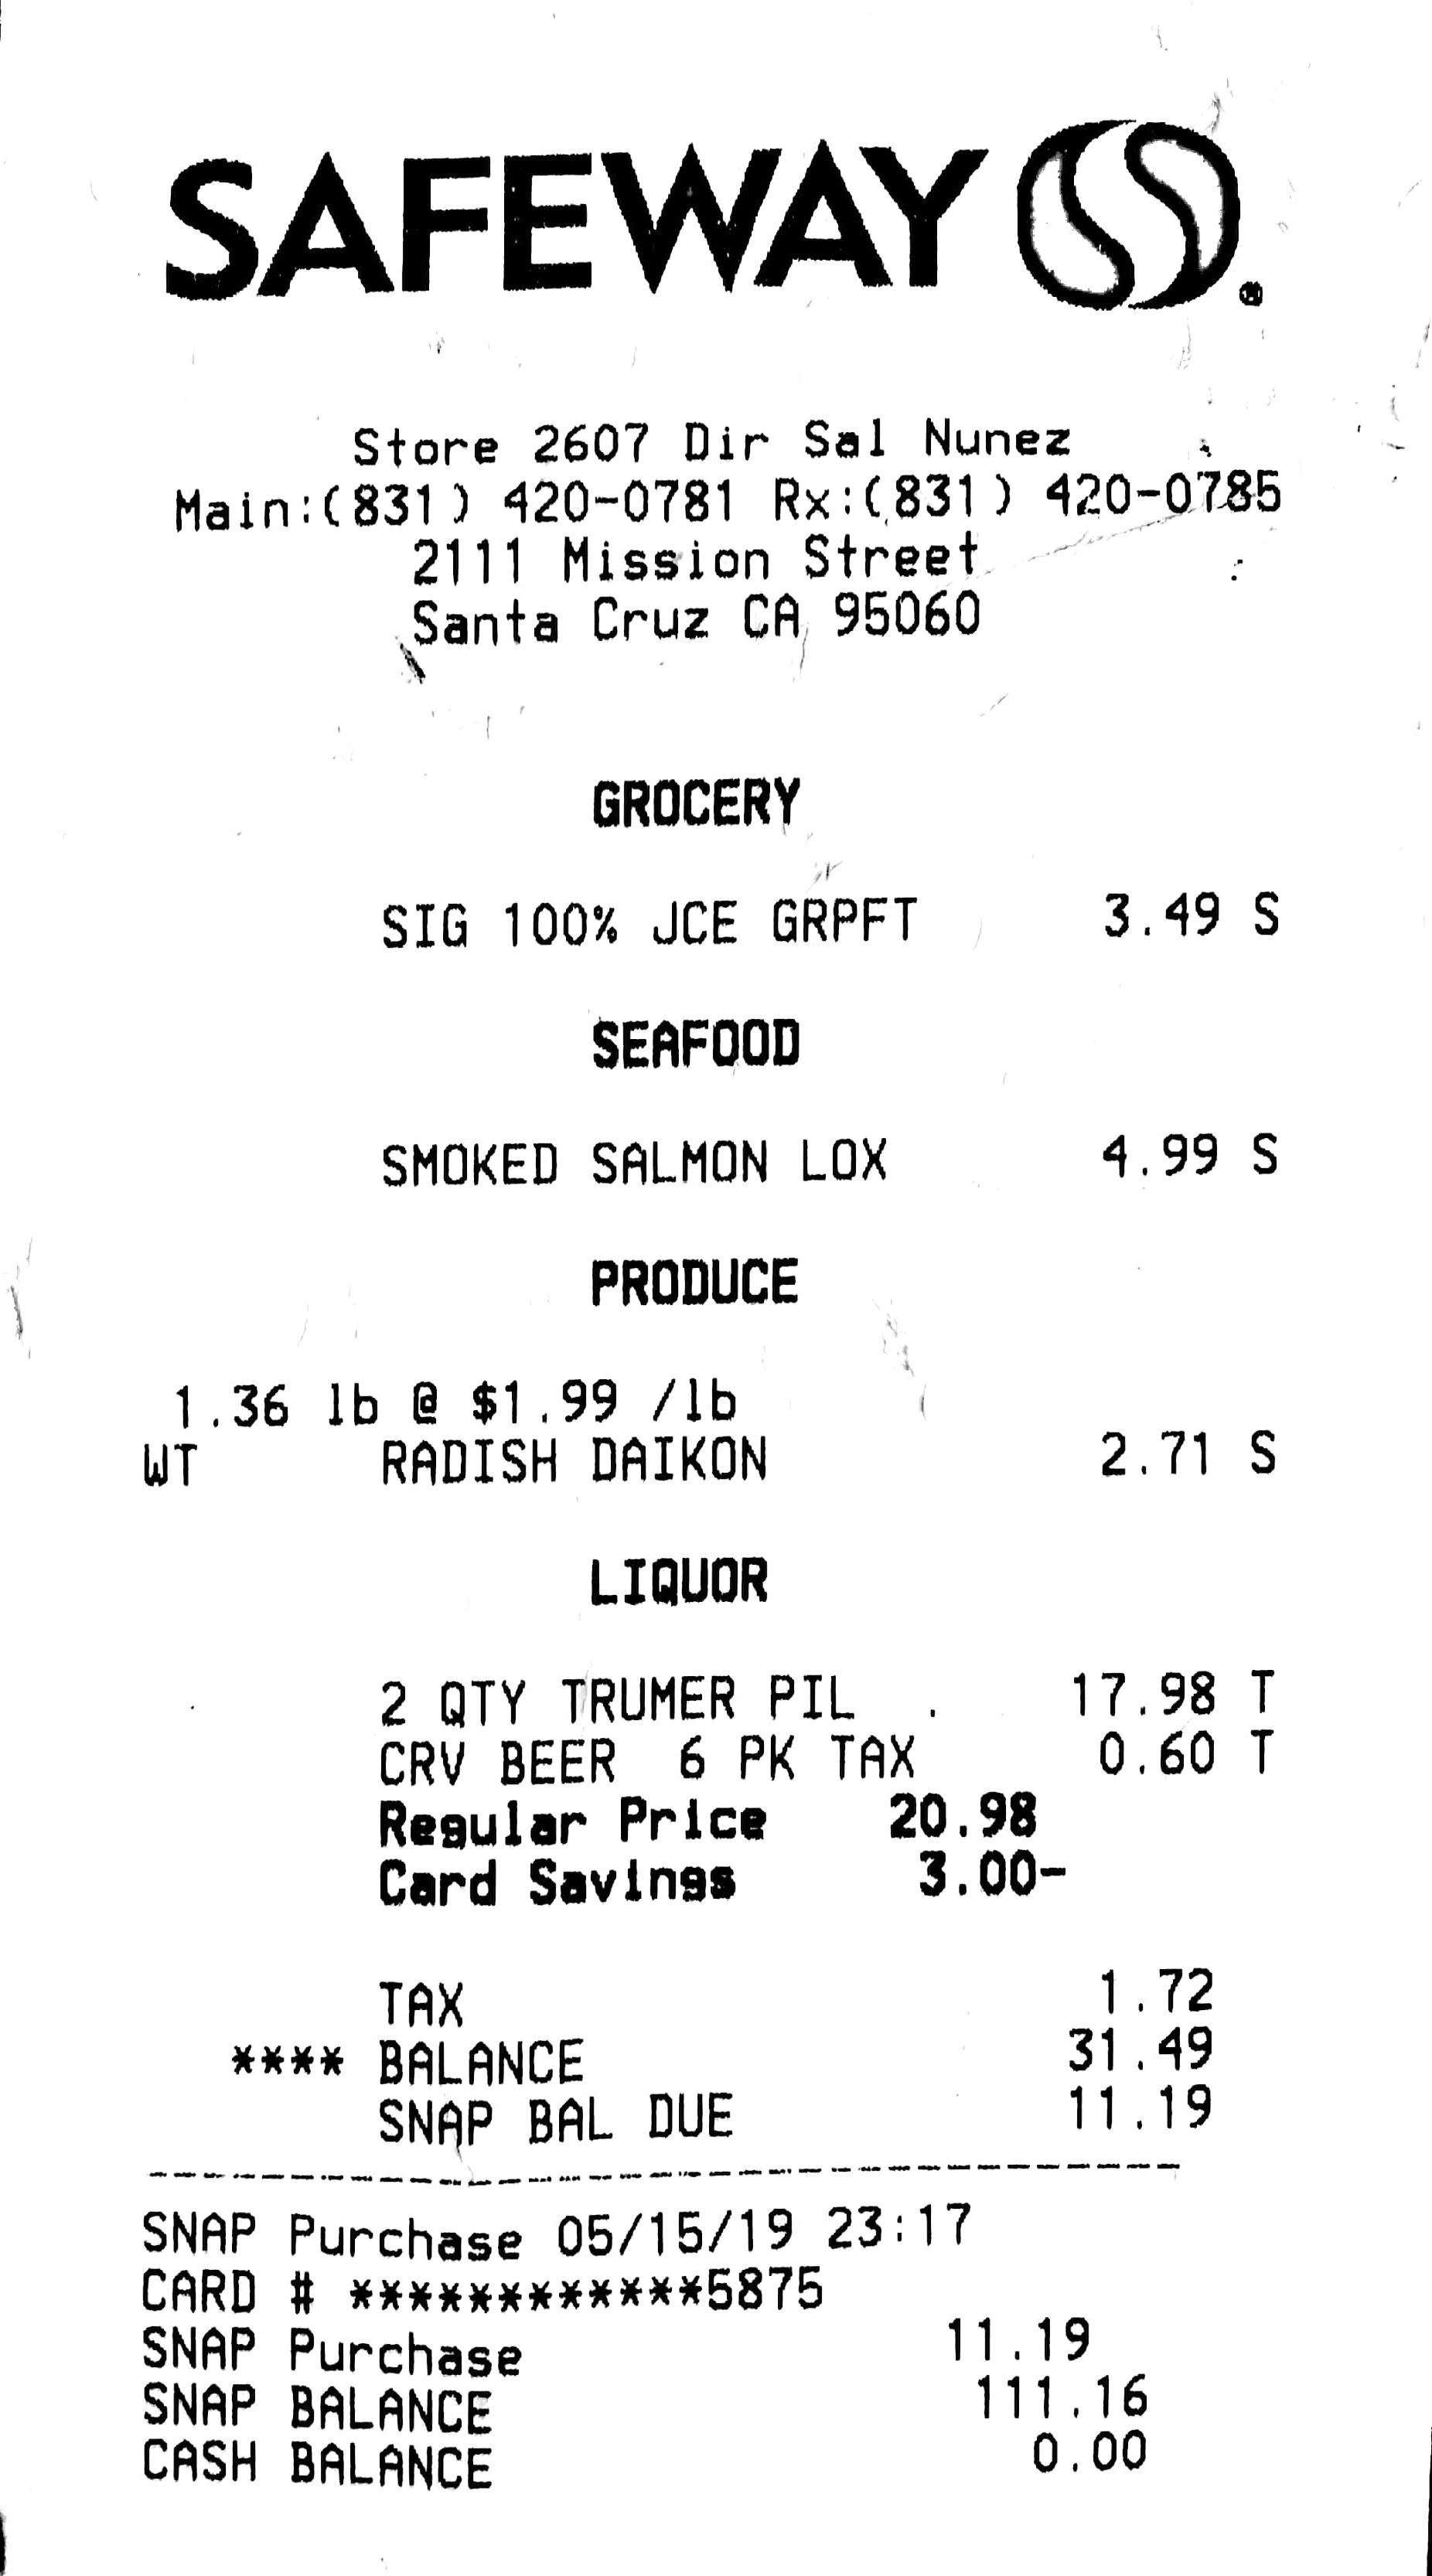 SAFEWAY ®
Store 2607 Dir Sal Nunez
Main:(831) 420-0781 Rx:(831) 420-0785
2111 Mission Street
Santa Cruz CA 95060
GROCERY
SIG 100% JCE GRPFT 3.49 S
SEAFOOD
SMOKED SALMON LOX 4.99 S
PRODUCE
1.36 lb @ $1.99 /lb
WT RADISH DAIKON 2.71 S
LIQUOR
2 QTY TRUMER PIL . 17.98 T
CRV BEER 6 PK TAX 0.60 T
Regular Price 20.98
Card Savings 3.00-
TAX 1.72
**** BALANCE 31.49
SNAP BAL DUE 11.19
-----------------------------------
SNAP Purchase 05/15/19 23:17
CARD # ************5875
SNAP Purchase 11.19
SNAP BALANCE 111.16
CASH BALANCE 0.00